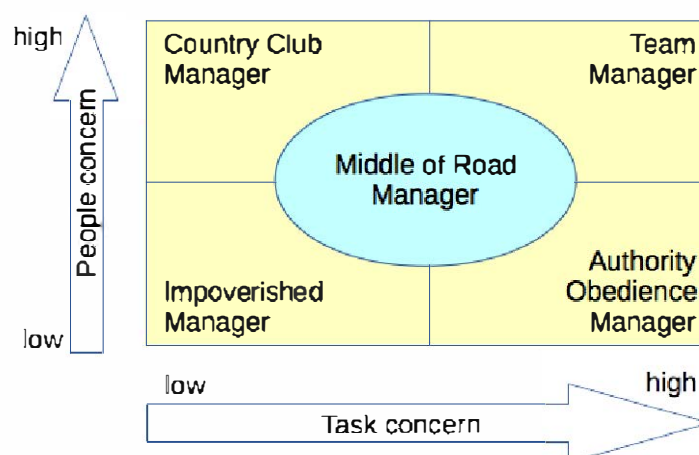 high
Country Club
Manager
Team
Manager
People concern
Middle of Road
Manager
Impoverished
Manager
Authority
Obedience
Manager
low
low
high
Task concern